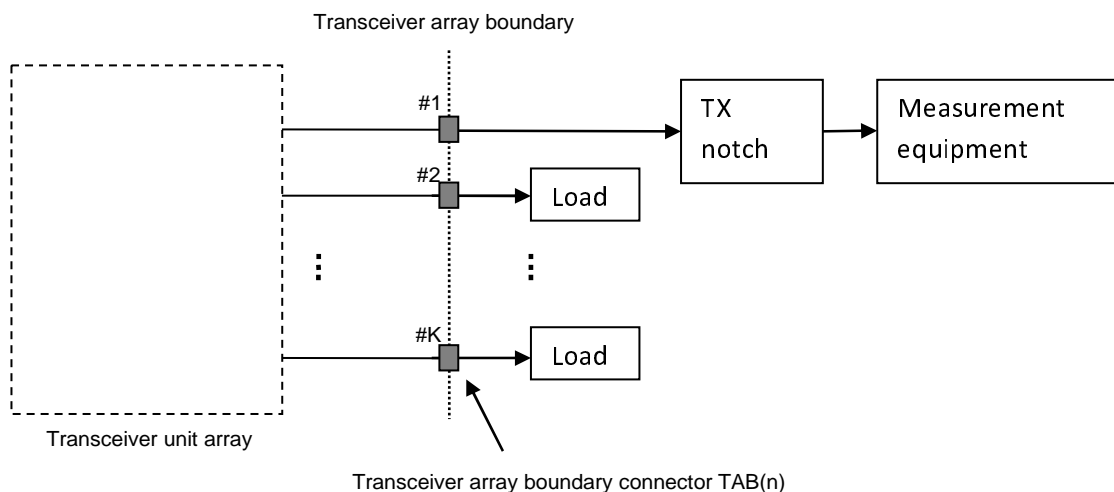 Transceiver array boundary
#1
TX
notch
Measurement
equipment
#2
Load
#K
Load
Transceiver unit array
Transceiver array boundary connector TAB(n)